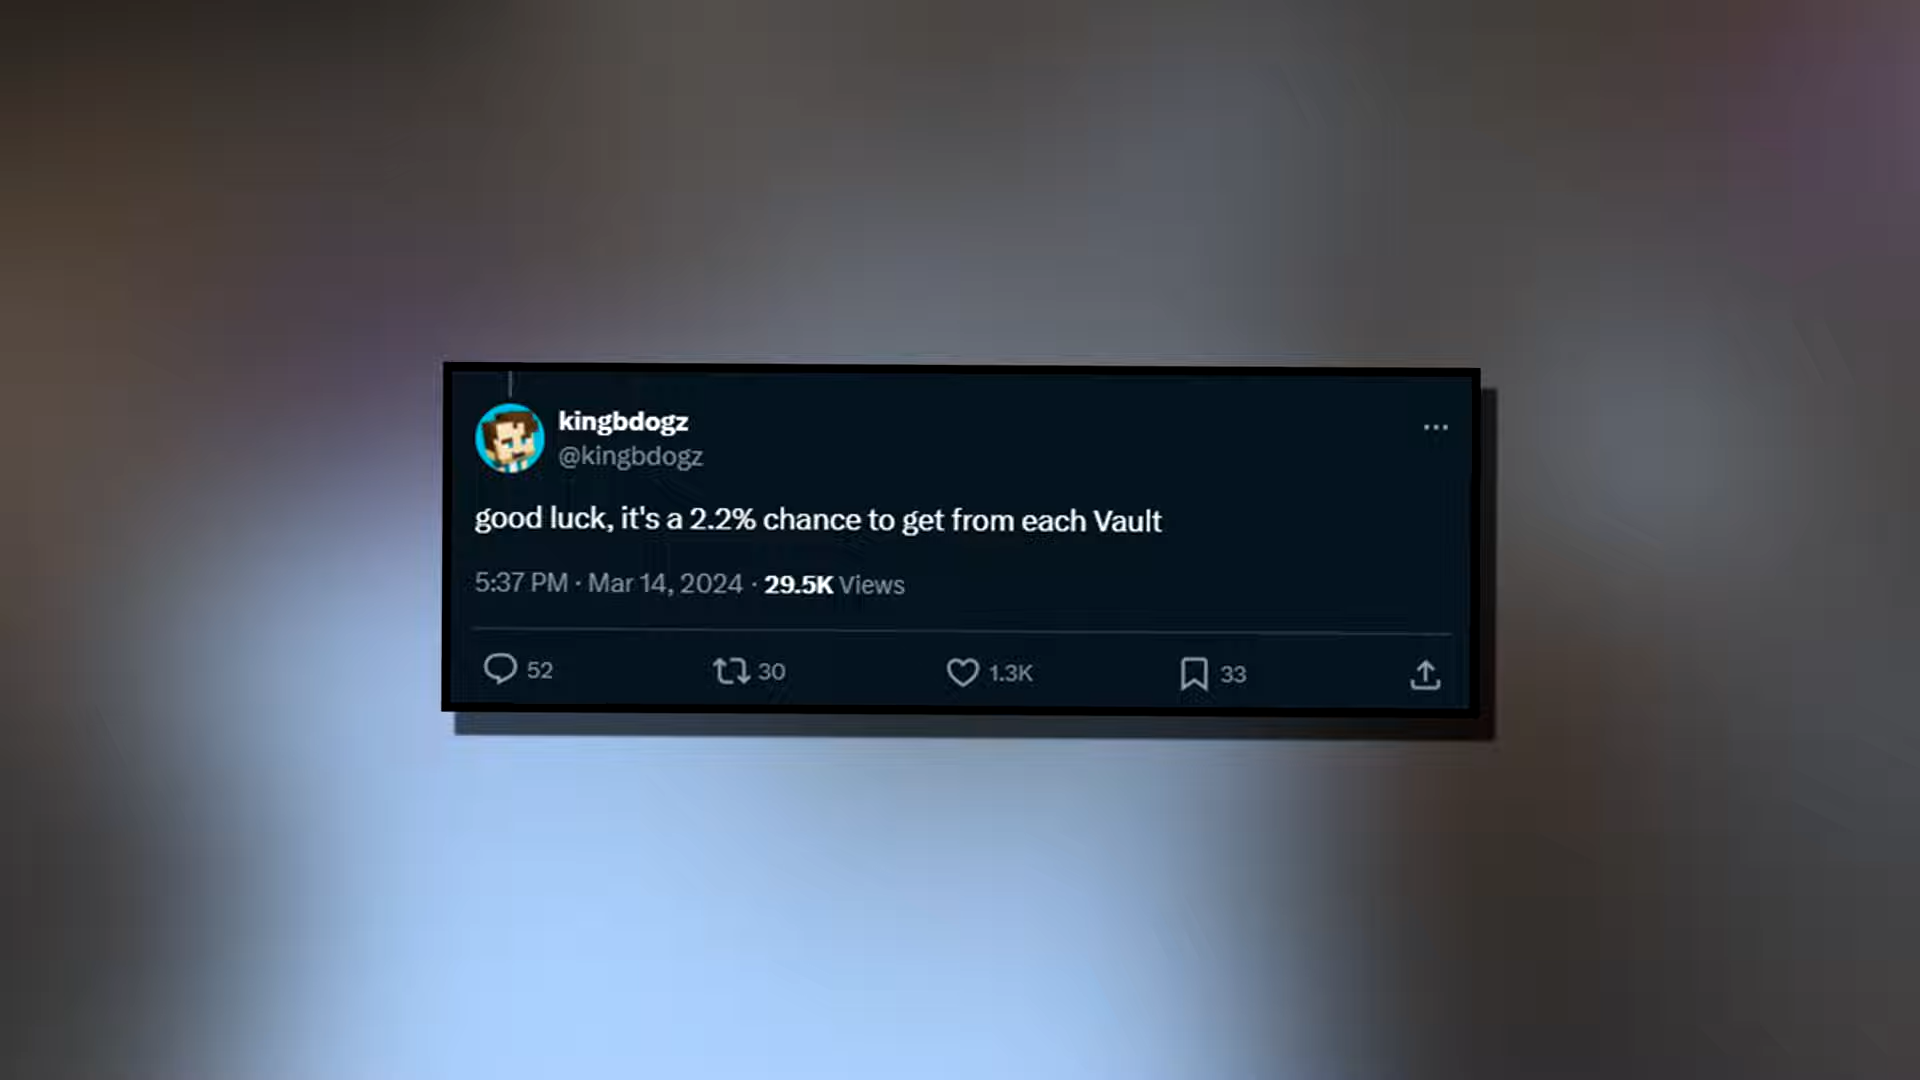 kingbdogz
@kingbdogz
good luck, it's a 2.2% chance to get from each Vault
5:37 PM · Mar 14, 2024 · 29.5K Views
52 30 1.3K 33